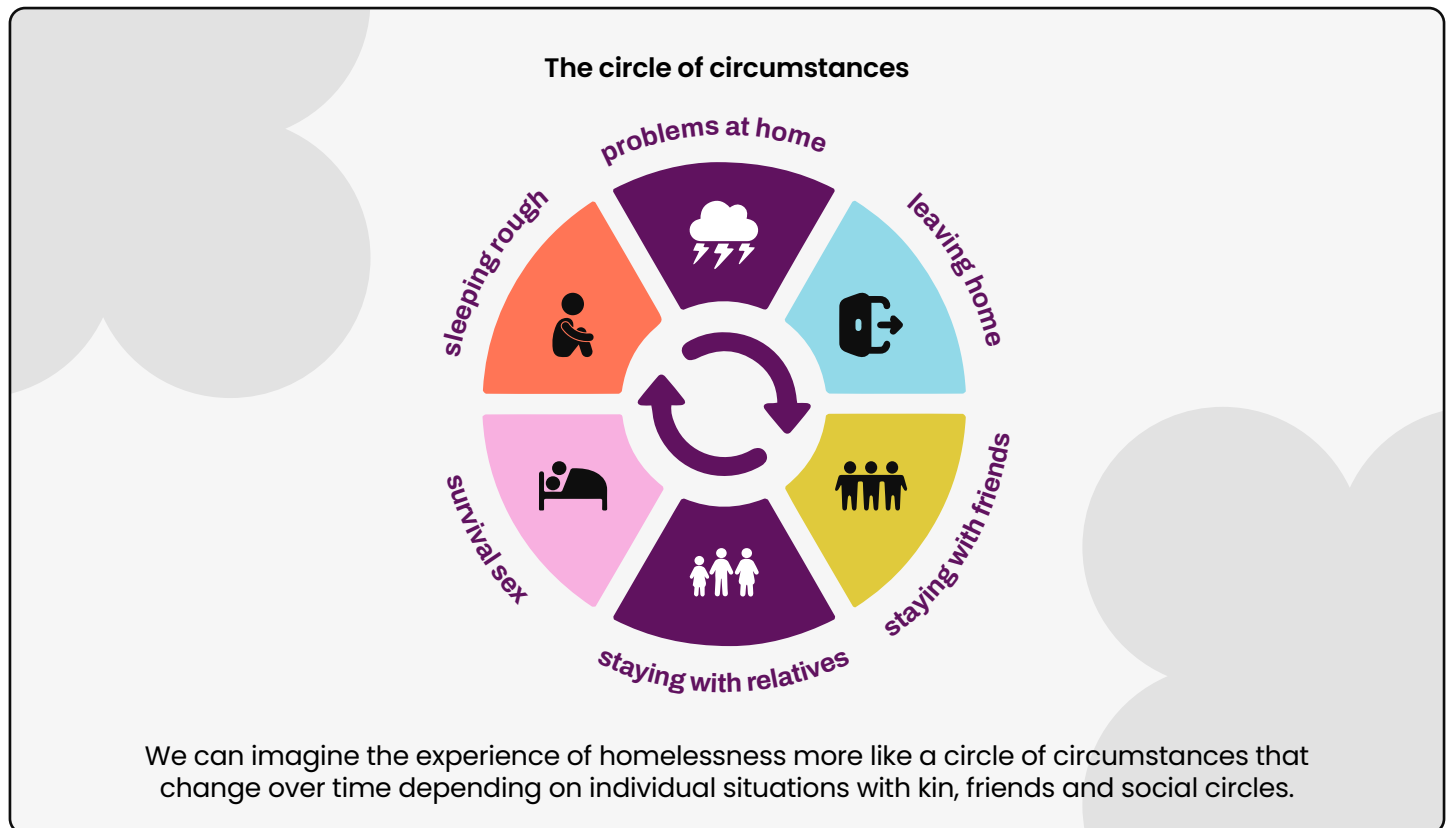 The circle of circumstances
problems at home
leaving home
staying with friends
staying with relatives
survival sex
sleeping rough
We can imagine the experience of homelessness more like a circle of circumstances that
change over time depending on individual situations with kin, friends and social circles.